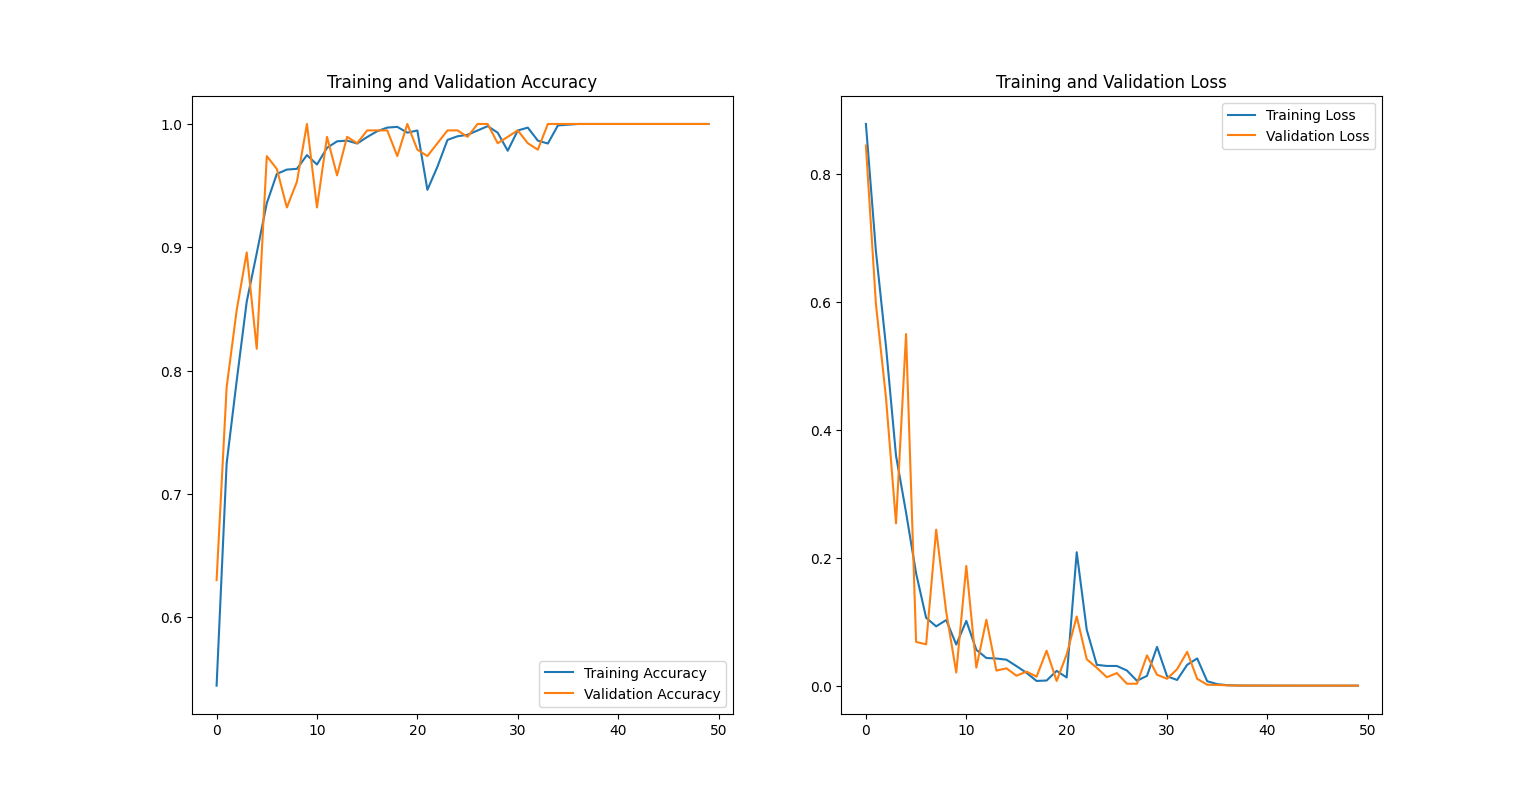 Training and Validation Accuracy
1.0
0.9
0.8
0.7
0.6
Training Accuracy
Validation Accuracy
0 10 20 30 40 50
Training and Validation Loss
Training Loss
Validation Loss
0.8
0.6
0.4
0.2
0.0
0 10 20 30 40 50